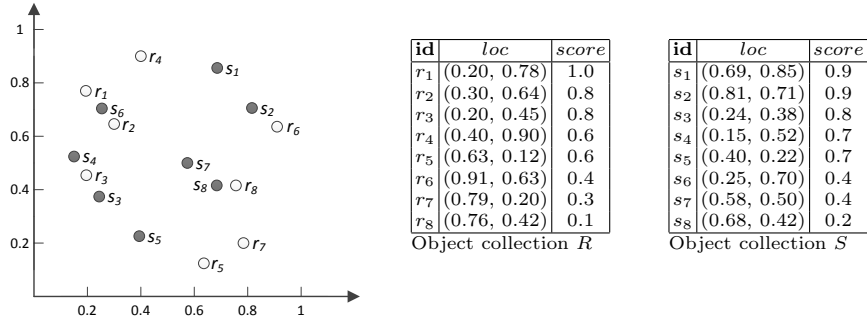 1
0.8
0.6
0.4
0.2
0.2 0.4 0.6 0.8 1
r4
s1
r1
s6
r2
s2
r6
s4
s7
r3
s3
s8
r8
s5
r7
r5
id loc score
r1 (0.20, 0.78) 1.0
r2 (0.30, 0.64) 0.8
r3 (0.20, 0.45) 0.8
r4 (0.40, 0.90) 0.6
r5 (0.63, 0.12) 0.6
r6 (0.91, 0.63) 0.4
r7 (0.79, 0.20) 0.3
r8 (0.76, 0.42) 0.1
Object collection R
id loc score
s1 (0.69, 0.85) 0.9
s2 (0.81, 0.71) 0.9
s3 (0.24, 0.38) 0.8
s4 (0.15, 0.52) 0.7
s5 (0.40, 0.22) 0.7
s6 (0.25, 0.70) 0.4
s7 (0.58, 0.50) 0.4
s8 (0.68, 0.42) 0.2
Object collection S